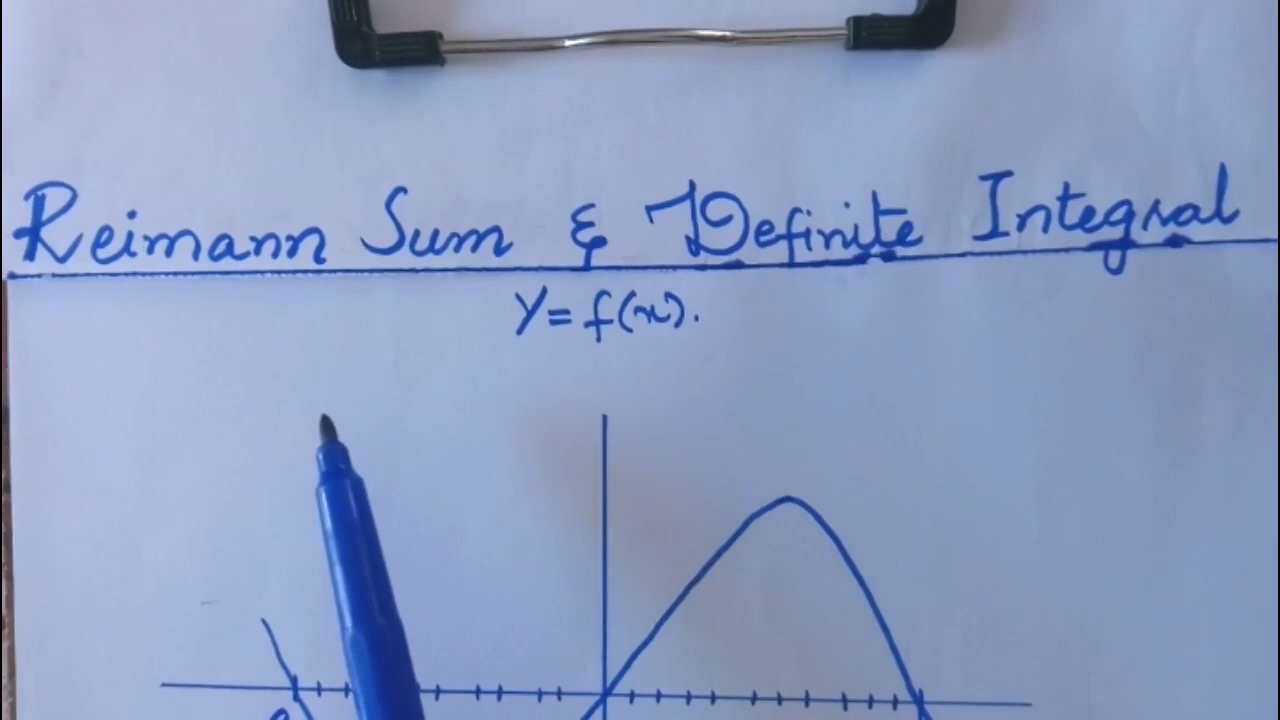 Reimann Sum & Definite Integral
Y = f(x).